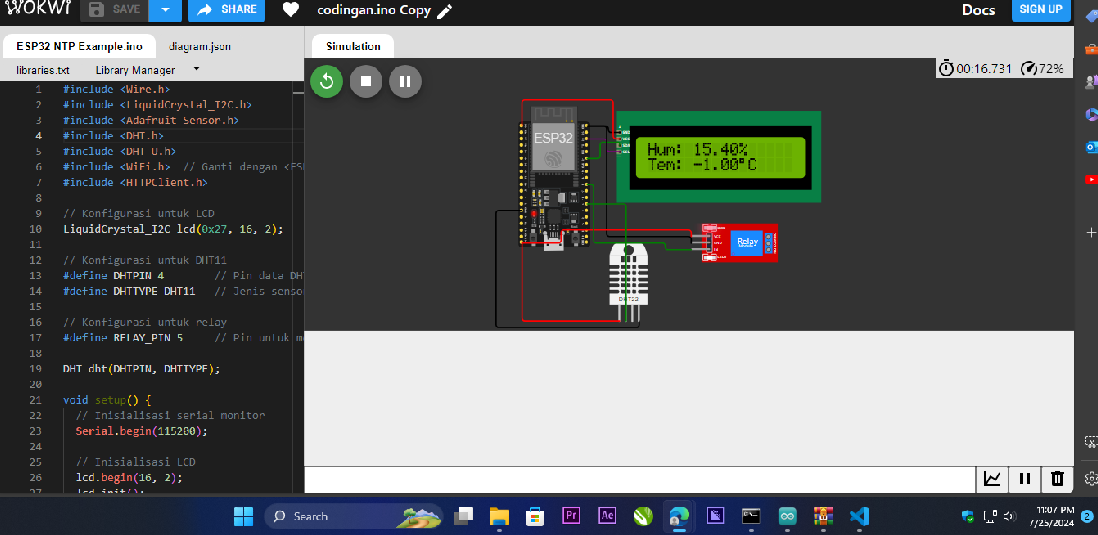 WOKWI
SAVE
SHARE
codingan.ino Copy
Docs
SIGN UP
ESP32 NTP Example.ino
diagram.json
libraries.txt
Library Manager
Simulation
00:16.731
72%
1 #include <Wire.h>
2 #include <LiquidCrystal_I2C.h>
3 #include <Adafruit_Sensor.h>
4 #include <DHT.h>
5 #include <DHT_U.h>
6 #include <WiFi.h> // Ganti dengan <ESP
7 #include <HTTPClient.h>
8
9 // Konfigurasi untuk LCD
10 LiquidCrystal_I2C lcd(0x27, 16, 2);
11
12 // Konfigurasi untuk DHT11
13 #define DHTPIN 4 // Pin data DH
14 #define DHTTYPE DHT11 // Jenis senso
15
16 // Konfigurasi untuk relay
17 #define RELAY_PIN 5 // Pin untuk m
18
19 DHT dht(DHTPIN, DHTTYPE);
20
21 void setup() {
22 // Inisialisasi serial monitor
23 Serial.begin(115200);
24
25 // Inisialisasi LCD
26 lcd.begin(16, 2);
27 lcd.init();
ESP32
Hum: 15.40%
Tem: -1.00°C
Relay
DHT22
Search
11:07 PM
7/25/2024
2